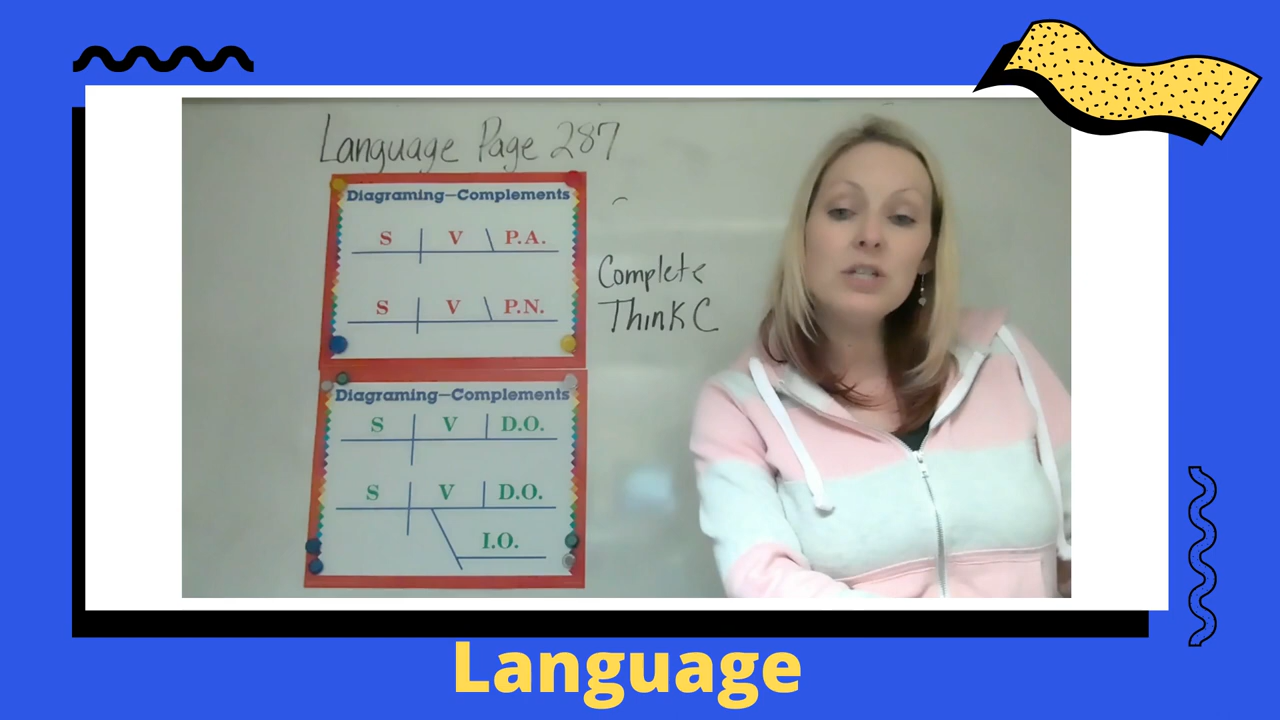 Language Page 287
Diagraming—Complements
S V P.A.
S V P.N.
Complete
Think C
Diagraming—Complements
S V D.O.
S V D.O.
I.O.
Language